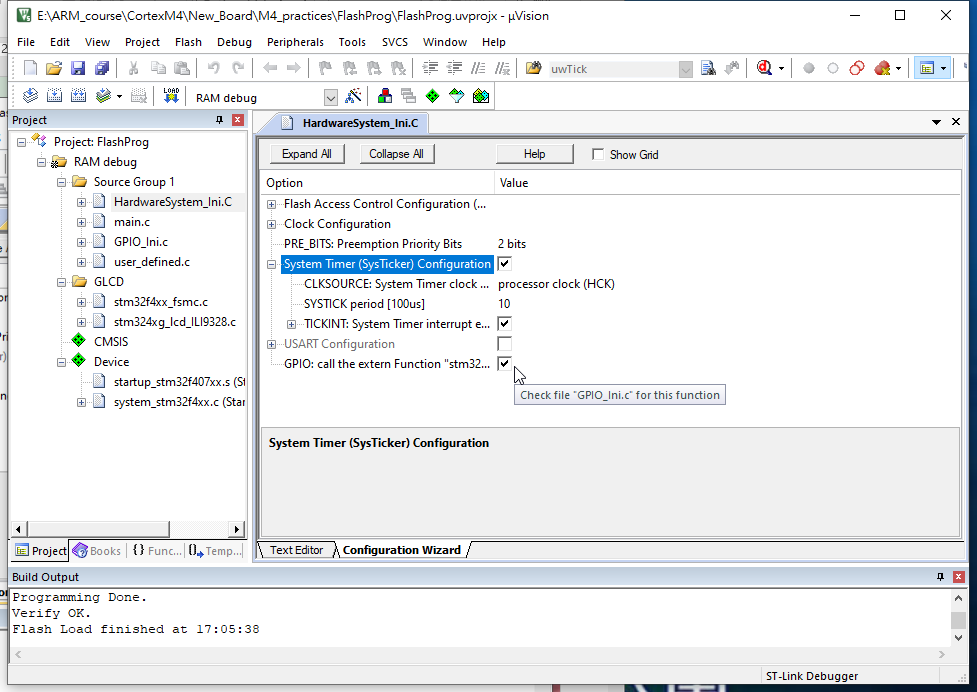 E:\ARM_course\CortexM4\New_Board\M4_practices\FlashProg\FlashProg.uvprojx - µVision
File Edit View Project Flash Debug Peripherals Tools SVCS Window Help
uwTick
LOAD
RAM debug
Project
HardwareSystem_Ini.C
Project: FlashProg
RAM debug
Source Group 1
HardwareSystem_Ini.C
main.c
GPIO_Ini.c
user_defined.c
GLCD
stm32f4xx_fsmc.c
stm324xg_lcd_ILI9328.c
CMSIS
Device
startup_stm32f407xx.s (St
system_stm32f4xx.c (Star
Project Books {} Func... {} Temp...
Expand All Collapse All Help Show Grid
Option Value
Flash Access Control Configuration (...
Clock Configuration
PRE_BITS: Preemption Priority Bits 2 bits
System Timer (SysTicker) Configuration
CLKSOURCE: System Timer clock ... processor clock (HCK)
SYSTICK period [100us] 10
TICKINT: System Timer interrupt e...
USART Configuration
GPIO: call the extern Function "stm32...
Check file "GPIO_Ini.c" for this function
System Timer (SysTicker) Configuration
Text Editor Configuration Wizard
Build Output
Programming Done.
Verify OK.
Flash Load finished at 17:05:38
ST-Link Debugger